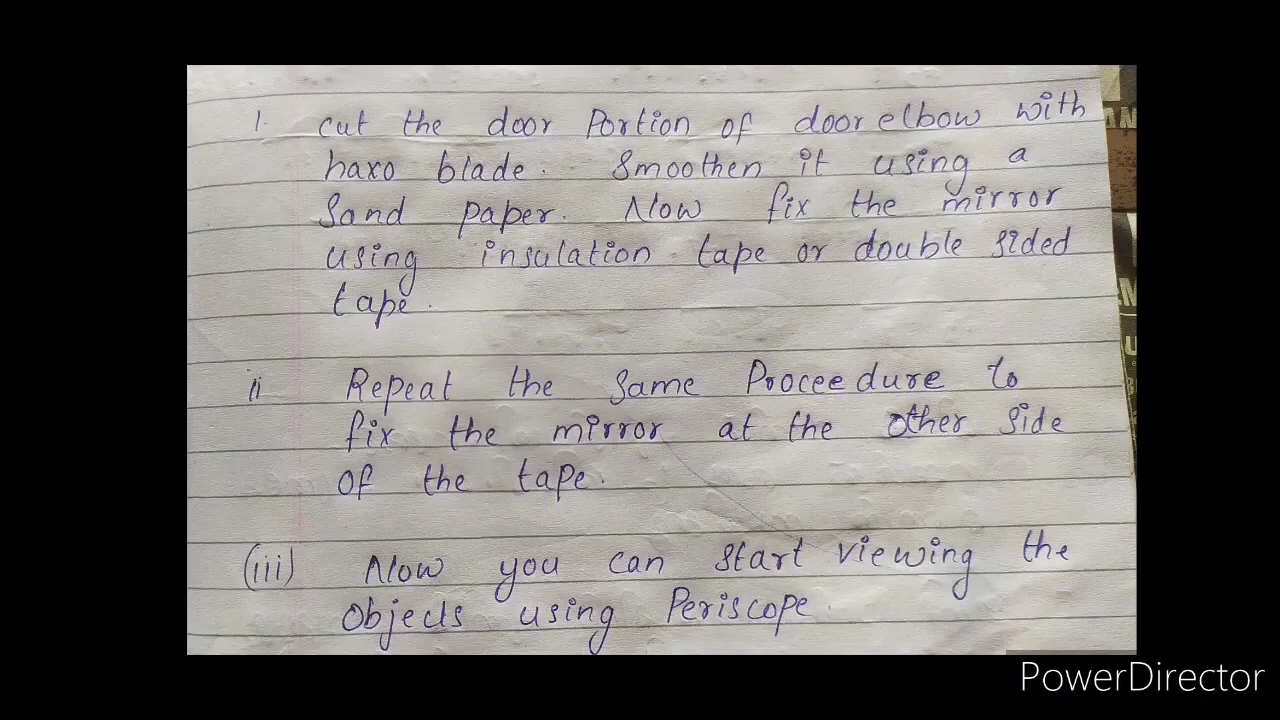 1. cut the door Portion of door elbow with
haxo blade. Smoothen it using a
Sand paper. Now fix the mirror
using insulation tape or double sided
tape.
ii Repeat the Same Proceedure to
fix the mirror at the other side
of the tape.
(iii) Now you can start viewing the
Objects using Periscope.
PowerDirector